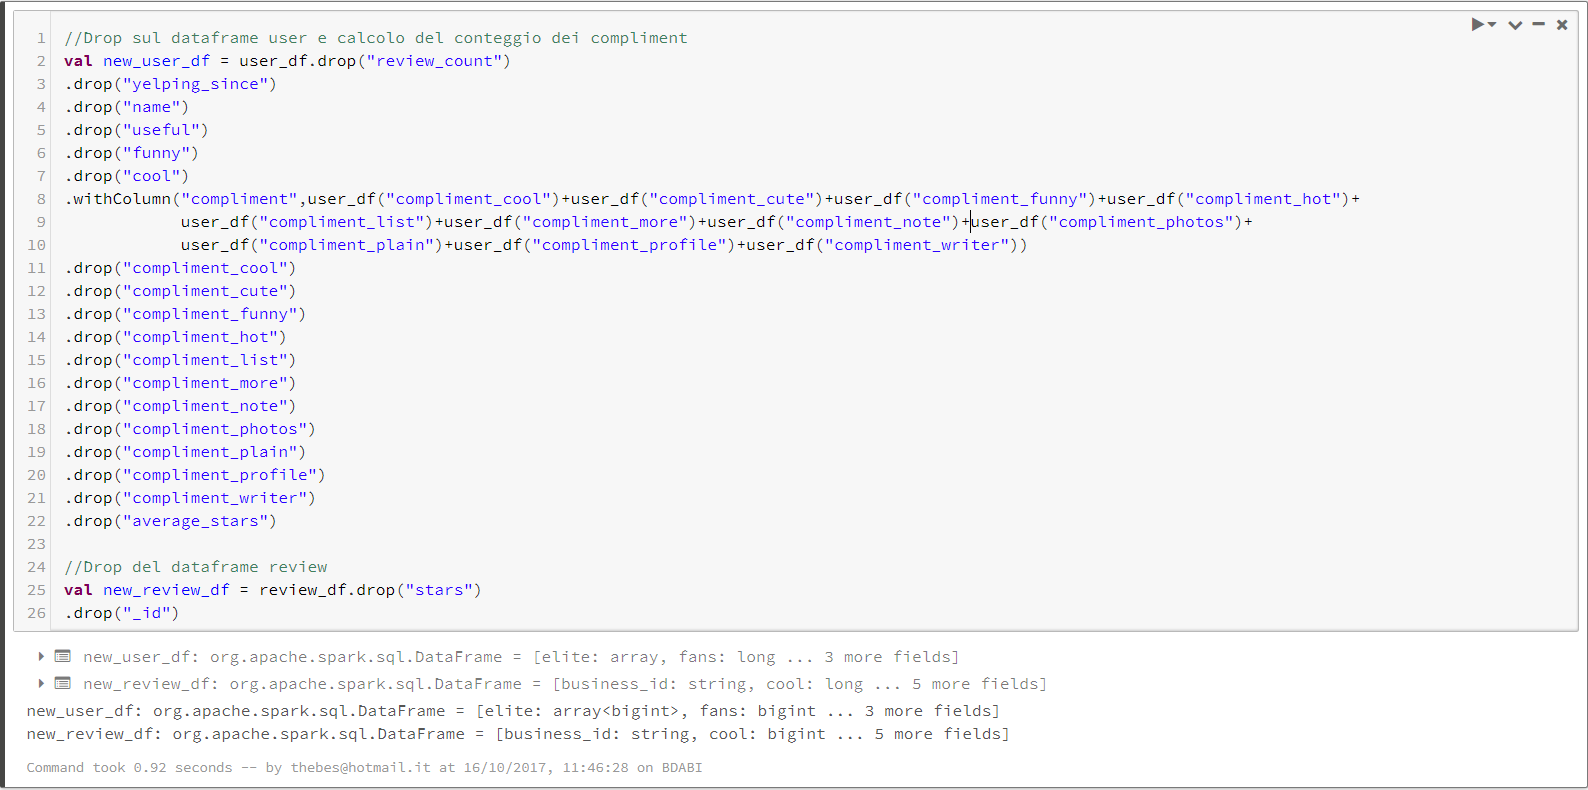 1 //Drop sul dataframe user e calcolo del conteggio dei compliment
2 val new_user_df = user_df.drop("review_count")
3 .drop("yelping_since")
4 .drop("name")
5 .drop("useful")
6 .drop("funny")
7 .drop("cool")
8 .withColumn("compliment",user_df("compliment_cool")+user_df("compliment_cute")+user_df("compliment_funny")+user_df("compliment_hot")+
9 user_df("compliment_list")+user_df("compliment_more")+user_df("compliment_note")+user_df("compliment_photos")+
10 user_df("compliment_plain")+user_df("compliment_profile")+user_df("compliment_writer"))
11 .drop("compliment_cool")
12 .drop("compliment_cute")
13 .drop("compliment_funny")
14 .drop("compliment_hot")
15 .drop("compliment_list")
16 .drop("compliment_more")
17 .drop("compliment_note")
18 .drop("compliment_photos")
19 .drop("compliment_plain")
20 .drop("compliment_profile")
21 .drop("compliment_writer")
22 .drop("average_stars")
23
24 //Drop del dataframe review
25 val new_review_df = review_df.drop("stars")
26 .drop("_id")
new_user_df: org.apache.spark.sql.DataFrame = [elite: array, fans: long ... 3 more fields]
new_review_df: org.apache.spark.sql.DataFrame = [business_id: string, cool: long ... 5 more fields]
new_user_df: org.apache.spark.sql.DataFrame = [elite: array<bigint>, fans: bigint ... 3 more fields]
new_review_df: org.apache.spark.sql.DataFrame = [business_id: string, cool: bigint ... 5 more fields]
Command took 0.92 seconds -- by thebes@hotmail.it at 16/10/2017, 11:46:28 on BDABI